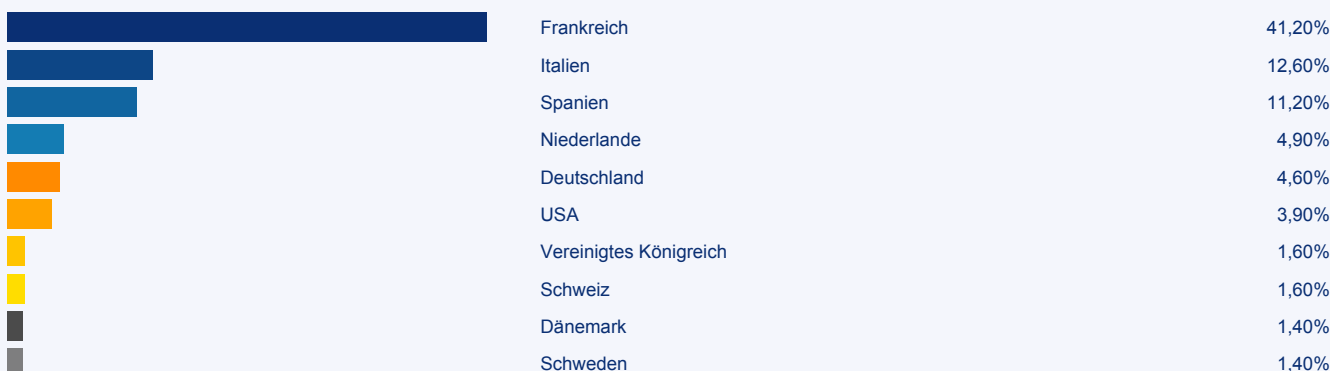 Frankreich 41,20%
Italien 12,60%
Spanien 11,20%
Niederlande 4,90%
Deutschland 4,60%
USA 3,90%
Vereinigtes Königreich 1,60%
Schweiz 1,60%
Dänemark 1,40%
Schweden 1,40%